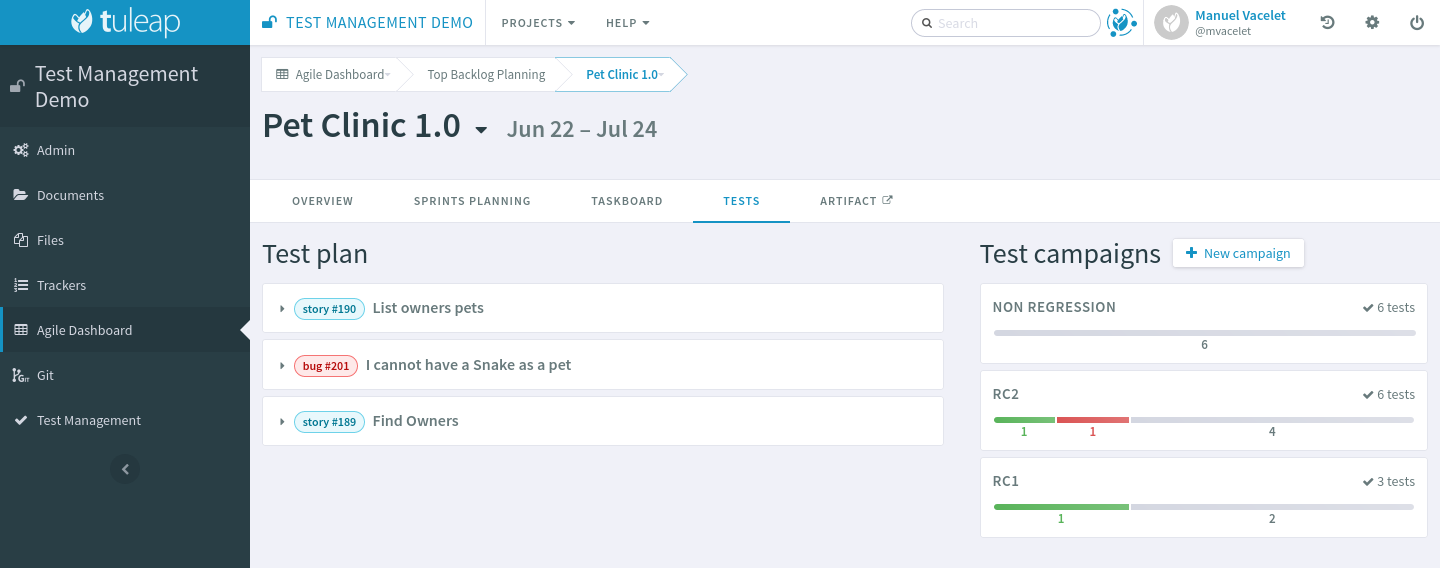 tuleap
TEST MANAGEMENT DEMO
PROJECTS
HELP
Search
Manuel Vacelet
@mvacelet
Test Management
Demo
Admin
Documents
Files
Trackers
Agile Dashboard
Git
Test Management
Agile Dashboard
Top Backlog Planning
Pet Clinic 1.0
Pet Clinic 1.0 Jun 22 – Jul 24
OVERVIEW
SPRINTS PLANNING
TASKBOARD
TESTS
ARTIFACT
Test plan
story #190 List owners pets
bug #201 I cannot have a Snake as a pet
story #189 Find Owners
Test campaigns
New campaign
NON REGRESSION 6 tests
6
RC2 6 tests
1 1 4
RC1 3 tests
1 2